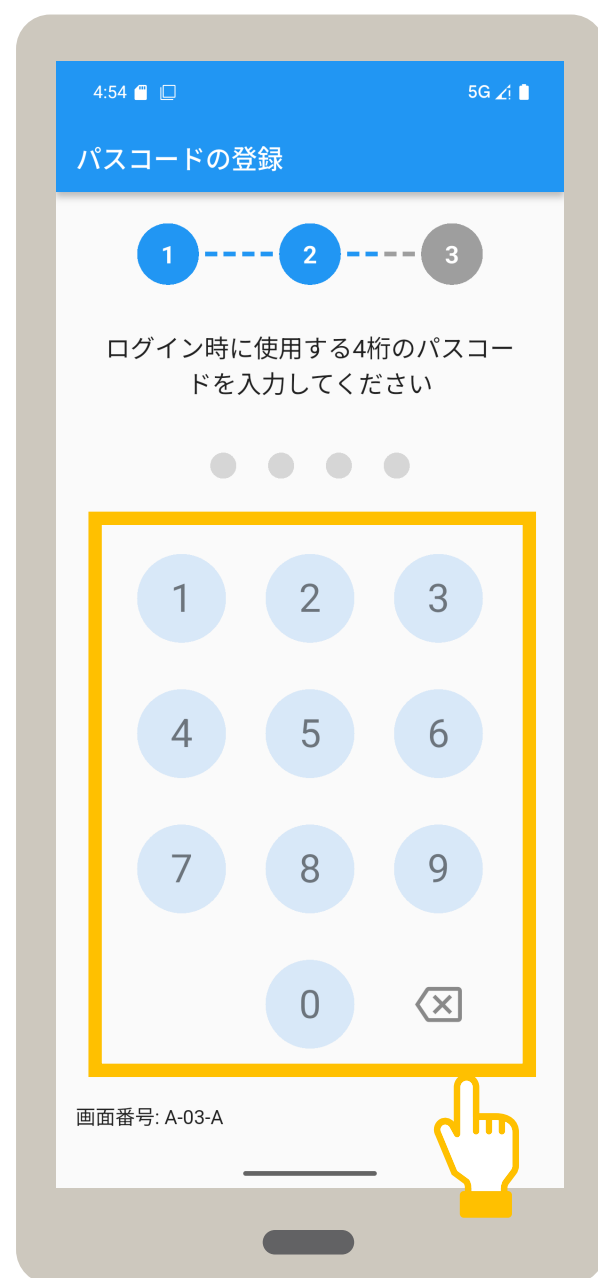 4:54 5G
パスコードの登録
1 2 3
ログイン時に使用する4桁のパスコー
ドを入力してください
1 2 3
4 5 6
7 8 9
0
画面番号: A-03-A